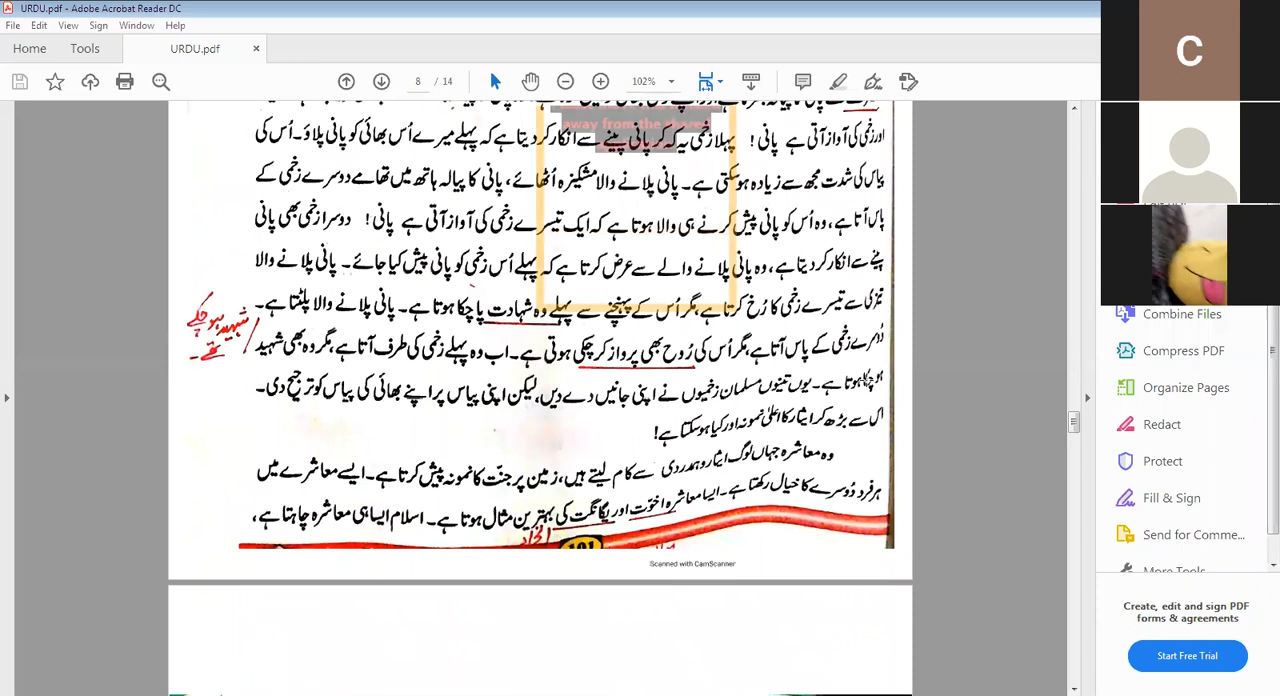 URDU.pdf - Adobe Acrobat Reader DC
File Edit View Sign Window Help
Home Tools URDU.pdf ×
8 / 14 102%
C
away from the
اور زخمی کی آواز آتی ہے پانی! پہلا زخمی یہ کہ کر پانی پینے سے انکار کر دیتا ہے کہ پہلے میرے اُس بھائی کو پانی پلاؤ۔ اُس کی
پیاس کی شدت مجھ سے زیادہ ہو سکتی ہے۔ پانی پلانے والا مشکیزہ اُٹھائے، پانی کا پیالہ ہاتھ میں تھامے دوسرے زخمی کے
پاس آتا ہے، وہ اُس کو پانی پیش کرنے ہی والا ہوتا ہے کہ ایک تیسرے زخمی کی آواز آتی ہے پانی! دوسرا زخمی بھی پانی
پینے سے انکار کر دیتا ہے، وہ پانی پلانے والے سے عرض کرتا ہے کہ پہلے اُس زخمی کو پانی پیش کیا جائے۔ پانی پلانے والا
تیزی سے تیسرے زخمی کا رُخ کرتا ہے، مگر اُس کے پہنچنے سے پہلے وہ شہادت پا چکا ہوتا ہے۔ پانی پلانے والا پلٹتا ہے۔
شہید ہو چکے
تھے۔
دُوسرے زخمی کے پاس آتا ہے، مگر اُس کی رُوح بھی پرواز کر چکی ہوتی ہے۔ اب وہ پہلے زخمی کی طرف آتا ہے، مگر وہ بھی شہید
ہو چکا ہوتا ہے۔ یوں تینوں مسلمان زخمیوں نے اپنی جانیں دے دیں، لیکن اپنی پیاس پر اپنے بھائی کی پیاس کو ترجیح دی۔
اس سے بڑھ کر ایثار کا اعلیٰ نمونہ اور کیا ہو سکتا ہے!
وہ معاشرہ جہاں لوگ ایثار و ہمدردی سے کام لیتے ہیں، زمین پر جنّت کا نمونہ پیش کرتا ہے۔ ایسے معاشرے میں
ہر فرد دُوسرے کا خیال رکھتا ہے۔ ایسا معاشرہ اخوّت اور یگانگت کی بہترین مثال ہوتا ہے۔ اسلام ایسا ہی معاشرہ چاہتا ہے،
اتحاد
101
Scanned with CamScanner
Combine Files
Compress PDF
Organize Pages
Redact
Protect
Fill & Sign
Send for Comme...
More Tools
Create, edit and sign PDF
forms & agreements
Start Free Trial